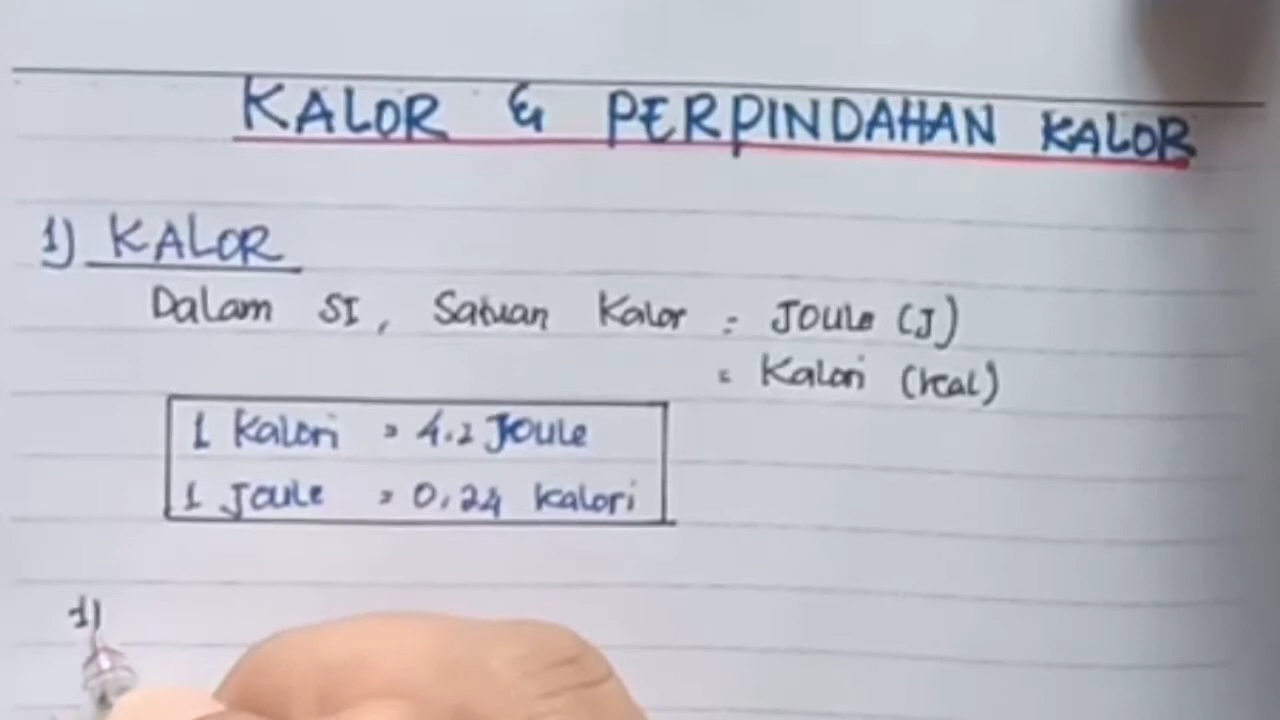 KALOR & PERPINDAHAN KALOR
1) KALOR
Dalam SI, Satuan Kalor = Joule (J)
= Kalori (kal)
1 Kalori = 4.2 Joule
1 Joule = 0,24 kalori
1)